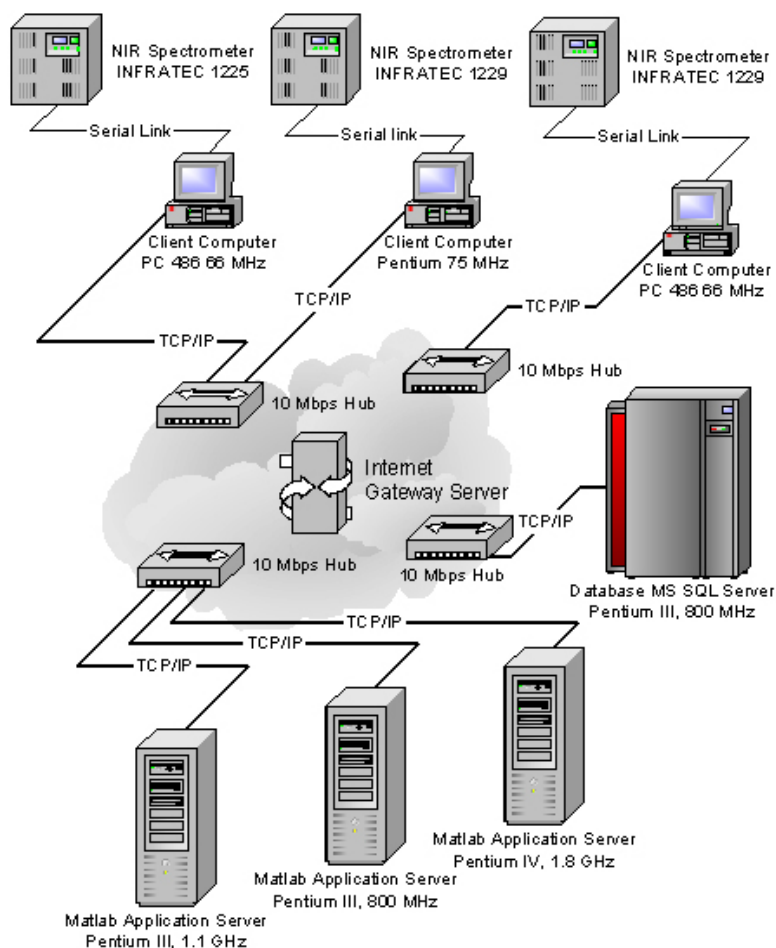 NIR Spectrometer
INFRATEC 1225
NIR Spectrometer
INFRATEC 1229
NIR Spectrometer
INFRATEC 1229
Serial Link
Serial link
Serial Link
Client Computer
PC 486 66 MHz
Client Computer
Pentium 75 MHz
Client Computer
PC 486 66 MHz
TCP/IP
TCP/IP
TCP/IP
10 Mbps Hub
10 Mbps Hub
Internet
Gateway Server
TCP/IP
10 Mbps Hub
10 Mbps Hub
Database MS SQL Server
Pentium III, 800 MHz
TCP/IP
TCP/IP
TCP/IP
Matlab Application Server
Pentium IV, 1.8 GHz
Matlab Application Server
Pentium III, 800 MHz
Matlab Application Server
Pentium III, 1.1 GHz